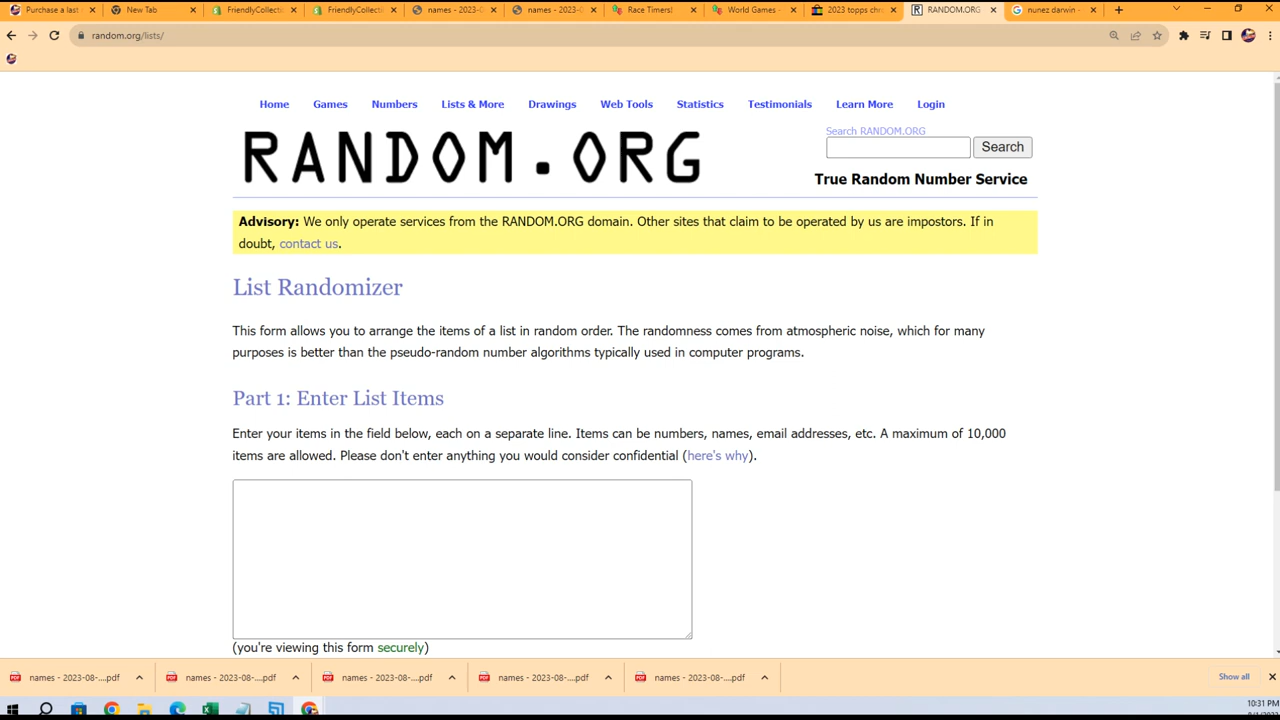 Purchase a last
New Tab
FriendlyCollecti
FriendlyCollecti
names - 2023-0
names - 2023-0
Race Timers!
World Games -
2023 topps chr
RANDOM.ORG
nunez darwin -
random.org/lists/
Home Games Numbers Lists & More Drawings Web Tools Statistics Testimonials Learn More Login
RANDOM.ORG
Search RANDOM.ORG
Search
True Random Number Service
Advisory: We only operate services from the RANDOM.ORG domain. Other sites that claim to be operated by us are impostors. If in
doubt, contact us.
List Randomizer
This form allows you to arrange the items of a list in random order. The randomness comes from atmospheric noise, which for many
purposes is better than the pseudo-random number algorithms typically used in computer programs.
Part 1: Enter List Items
Enter your items in the field below, each on a separate line. Items can be numbers, names, email addresses, etc. A maximum of 10,000
items are allowed. Please don't enter anything you would consider confidential (here's why).
(you're viewing this form securely)
names - 2023-08-....pdf
names - 2023-08-....pdf
names - 2023-08-....pdf
names - 2023-08-....pdf
names - 2023-08-....pdf
Show all
10:31 PM